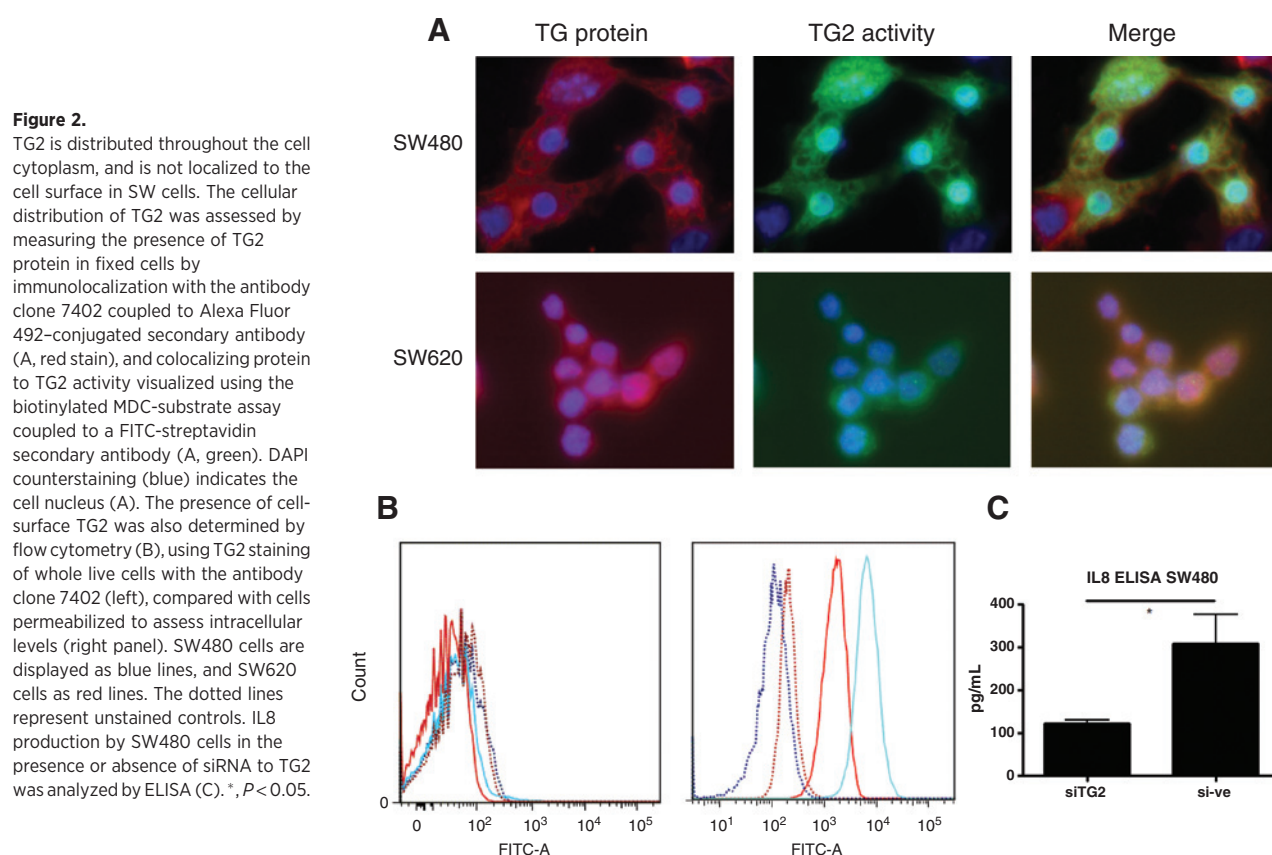 Figure 2.
TG2 is distributed throughout the cell
cytoplasm, and is not localized to the
cell surface in SW cells. The cellular
distribution of TG2 was assessed by
measuring the presence of TG2
protein in fixed cells by
immunolocalization with the antibody
clone 7402 coupled to Alexa Fluor
492–conjugated secondary antibody
(A, red stain), and colocalizing protein
to TG2 activity visualized using the
biotinylated MDC-substrate assay
coupled to a FITC-streptavidin
secondary antibody (A, green). DAPI
counterstaining (blue) indicates the
cell nucleus (A). The presence of cell-
surface TG2 was also determined by
flow cytometry (B), using TG2 staining
of whole live cells with the antibody
clone 7402 (left), compared with cells
permeabilized to assess intracellular
levels (right panel). SW480 cells are
displayed as blue lines, and SW620
cells as red lines. The dotted lines
represent unstained controls. IL8
production by SW480 cells in the
presence or absence of siRNA to TG2
was analyzed by ELISA (C). *, P < 0.05.
A
TG protein TG2 activity Merge
SW480
SW620
B
Count
0
0 10² 10³ 10⁴ 10⁵
FITC-A
10¹ 10² 10³ 10⁴ 10⁵
FITC-A
C
IL8 ELISA SW480
*
pg/mL
400
300
200
100
0
siTG2 si-ve